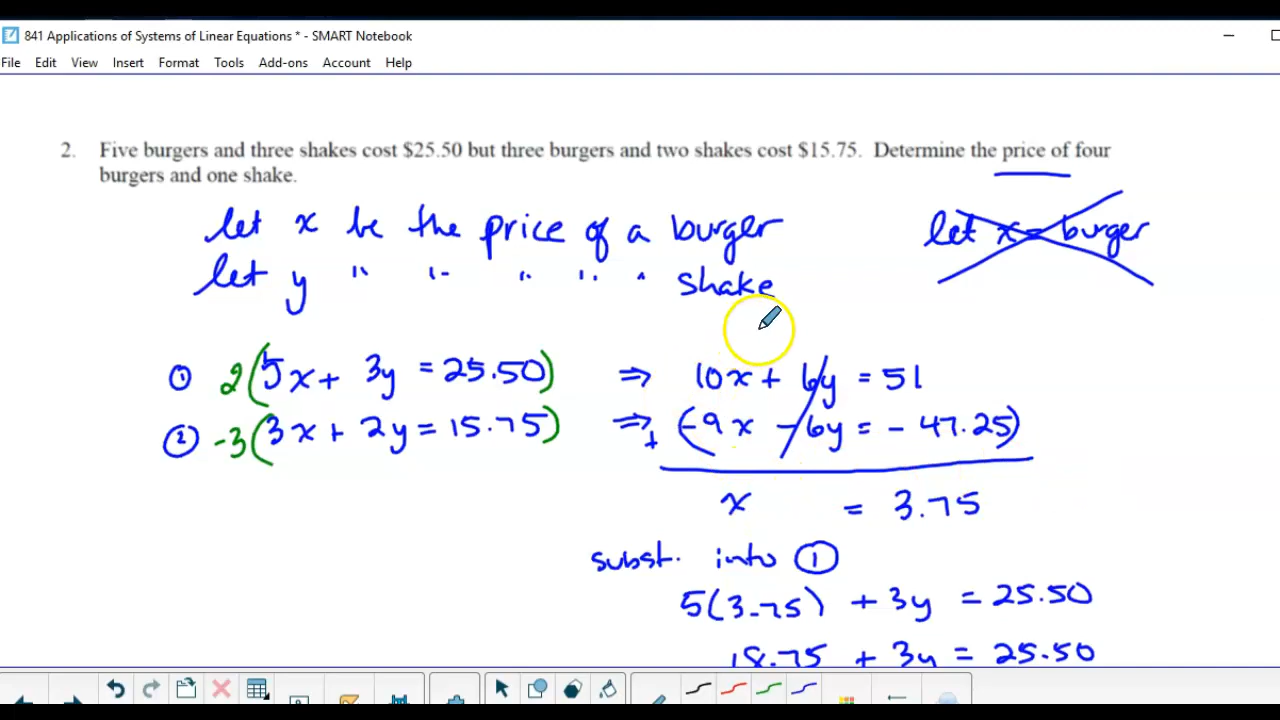 841 Applications of Systems of Linear Equations * - SMART Notebook
File Edit View Insert Format Tools Add-ons Account Help
2. Five burgers and three shakes cost $25.50 but three burgers and two shakes cost $15.75. Determine the price of four
burgers and one shake.
let x be the price of a burger
let x = burger
let y " " " " " shake
① 2(5x + 3y = 25.50) ⇒ 10x + 6y = 51
② -3(3x + 2y = 15.75) ⇒ + (-9x - 6y = - 47.25)
x = 3.75
subst. into ①
5(3.75) + 3y = 25.50
18.75 + 3y = 25.50